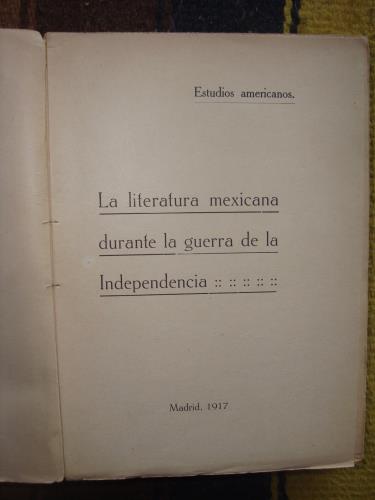 Estudios americanos.
La literatura mexicana
durante la guerra de la
Independencia :: :: :: :: ::
Madrid, 1917